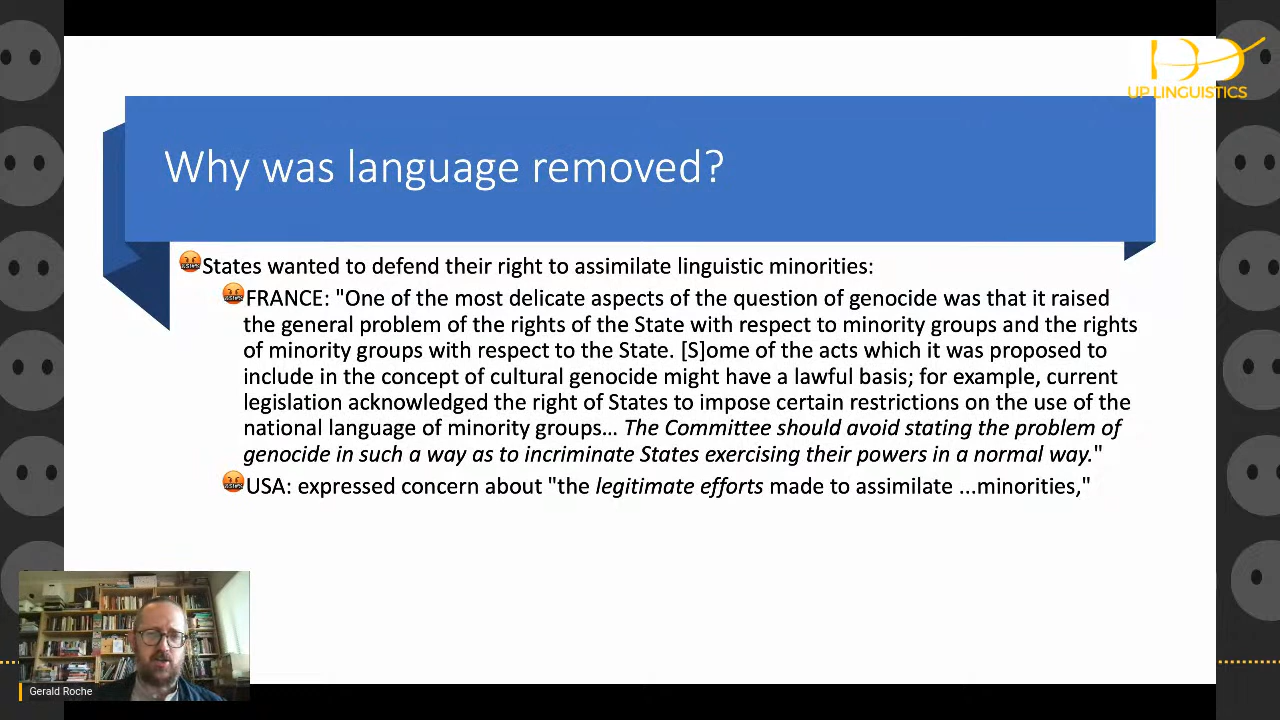 UP LINGUISTICS
Why was language removed?
States wanted to defend their right to assimilate linguistic minorities:
FRANCE: "One of the most delicate aspects of the question of genocide was that it raised
the general problem of the rights of the State with respect to minority groups and the rights
of minority groups with respect to the State. [S]ome of the acts which it was proposed to
include in the concept of cultural genocide might have a lawful basis; for example, current
legislation acknowledged the right of States to impose certain restrictions on the use of the
national language of minority groups… The Committee should avoid stating the problem of
genocide in such a way as to incriminate States exercising their powers in a normal way."
USA: expressed concern about "the legitimate efforts made to assimilate ...minorities,"
Gerald Roche